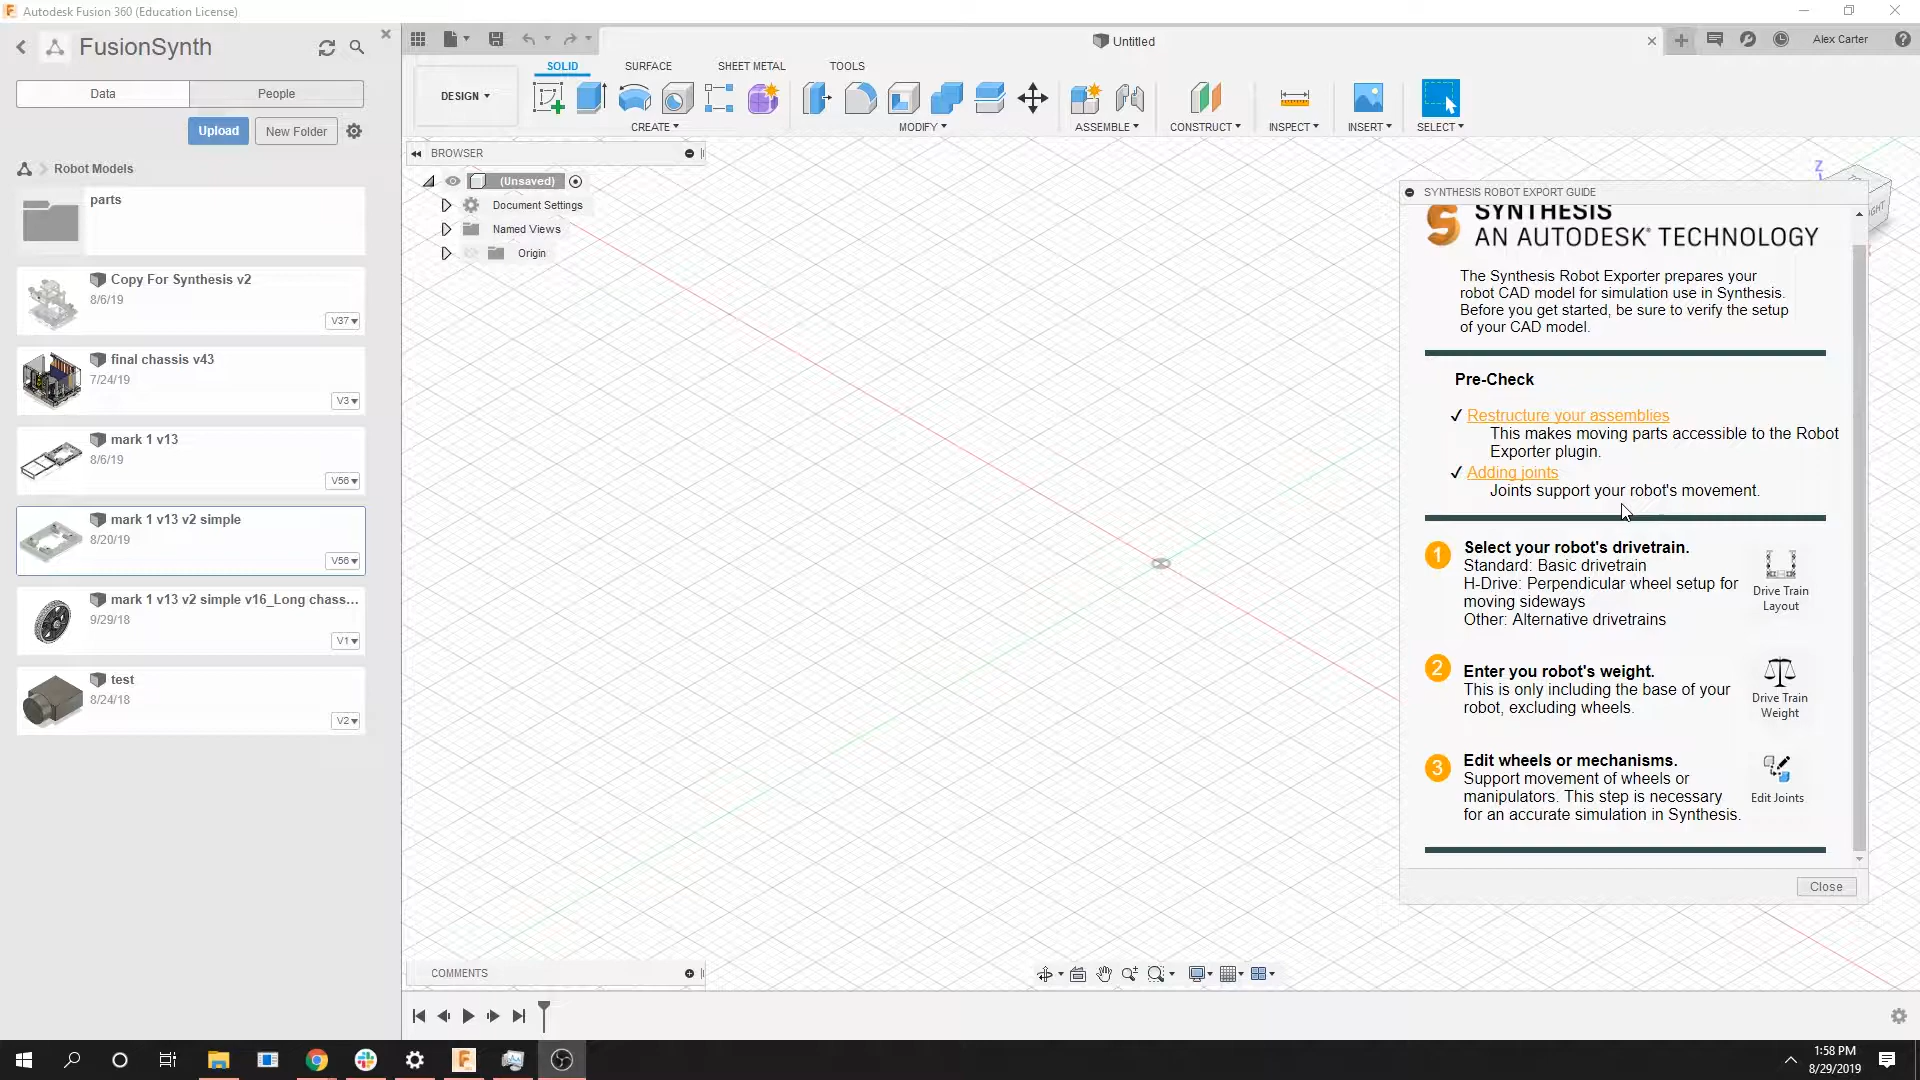 Autodesk Fusion 360 (Education License)
FusionSynth
Data
People
Upload
New Folder
Robot Models
parts
Copy For Synthesis v2
8/6/19
V37
final chassis v43
7/24/19
V3
mark 1 v13
8/6/19
V56
mark 1 v13 v2 simple
8/20/19
V56
mark 1 v13 v2 simple v16_Long chass...
9/29/18
V1
test
8/24/18
V2
Untitled
Alex Carter
DESIGN
SOLID
SURFACE
SHEET METAL
TOOLS
CREATE
MODIFY
ASSEMBLE
CONSTRUCT
INSPECT
INSERT
SELECT
BROWSER
(Unsaved)
Document Settings
Named Views
Origin
Z
SYNTHESIS ROBOT EXPORT GUIDE
SYNTHESIS
AN AUTODESK® TECHNOLOGY
The Synthesis Robot Exporter prepares your
robot CAD model for simulation use in Synthesis.
Before you get started, be sure to verify the setup
of your CAD model.
Pre-Check
✓ Restructure your assemblies
This makes moving parts accessible to the Robot
Exporter plugin.
✓ Adding joints
Joints support your robot's movement.
1 Select your robot's drivetrain.
Standard: Basic drivetrain
H-Drive: Perpendicular wheel setup for
moving sideways
Other: Alternative drivetrains
Drive Train
Layout
2 Enter you robot's weight.
This is only including the base of your
robot, excluding wheels.
Drive Train
Weight
3 Edit wheels or mechanisms.
Support movement of wheels or
manipulators. This step is necessary
for an accurate simulation in Synthesis.
Edit Joints
Close
COMMENTS
1:58 PM
8/29/2019